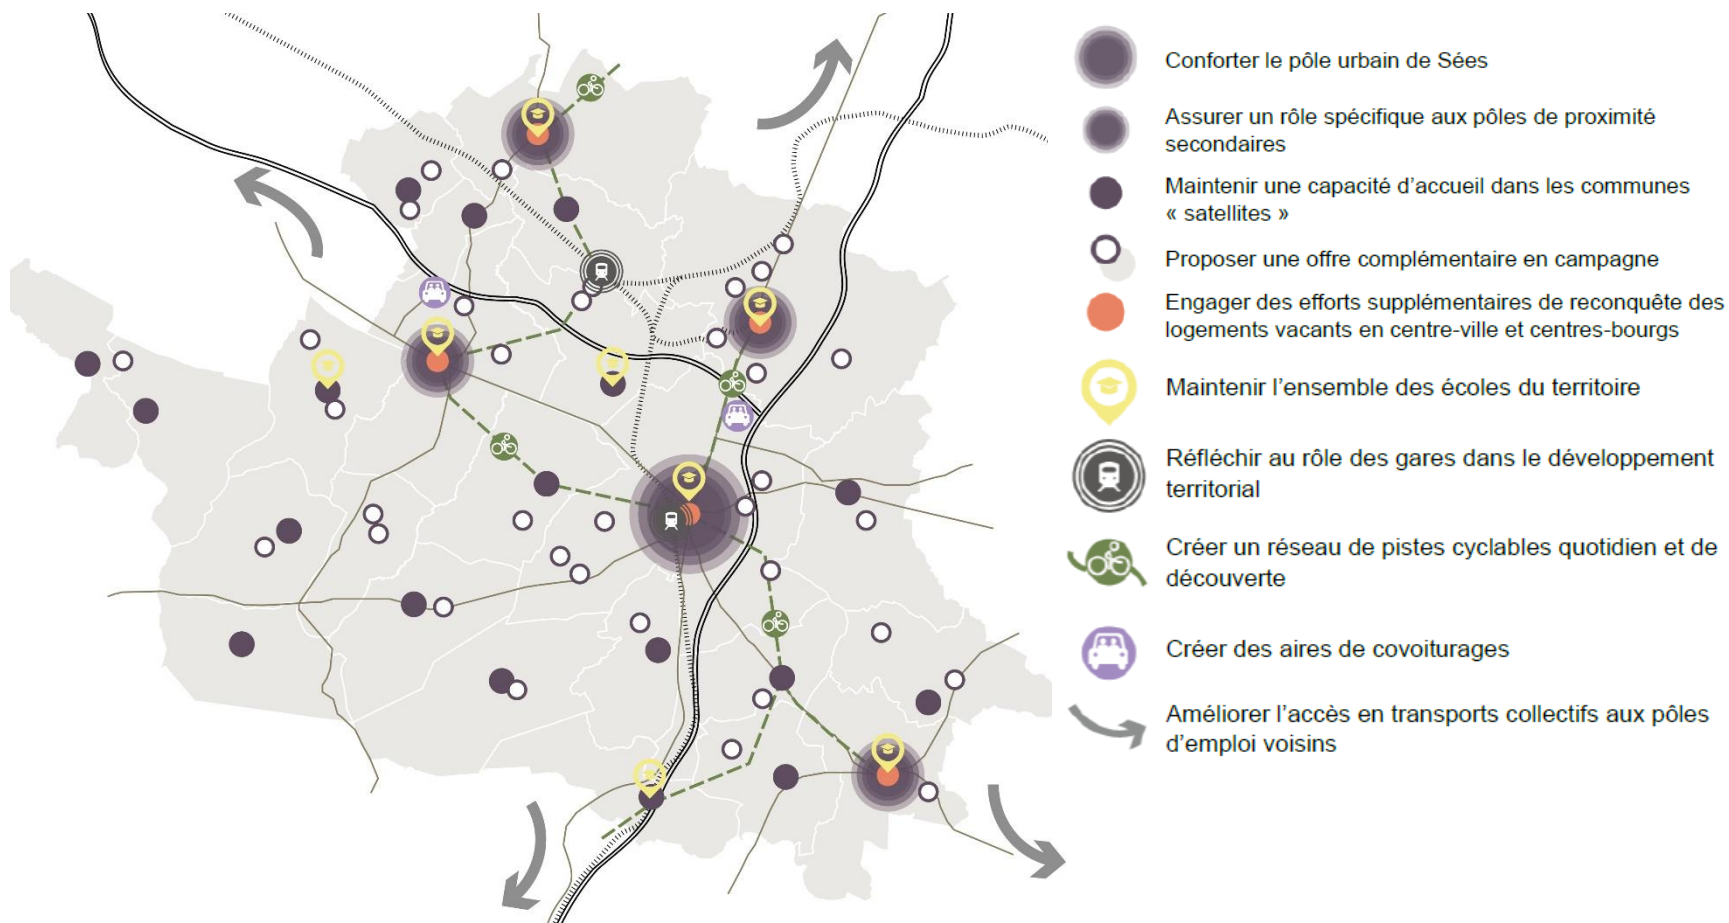 Conforter le pôle urbain de Sées
Assurer un rôle spécifique aux pôles de proximité
secondaires
Maintenir une capacité d'accueil dans les communes
« satellites »
Proposer une offre complémentaire en campagne
Engager des efforts supplémentaires de reconquête des
logements vacants en centre-ville et centres-bourgs
Maintenir l'ensemble des écoles du territoire
Réfléchir au rôle des gares dans le développement
territorial
Créer un réseau de pistes cyclables quotidien et de
découverte
Créer des aires de covoiturages
Améliorer l'accès en transports collectifs aux pôles
d'emploi voisins